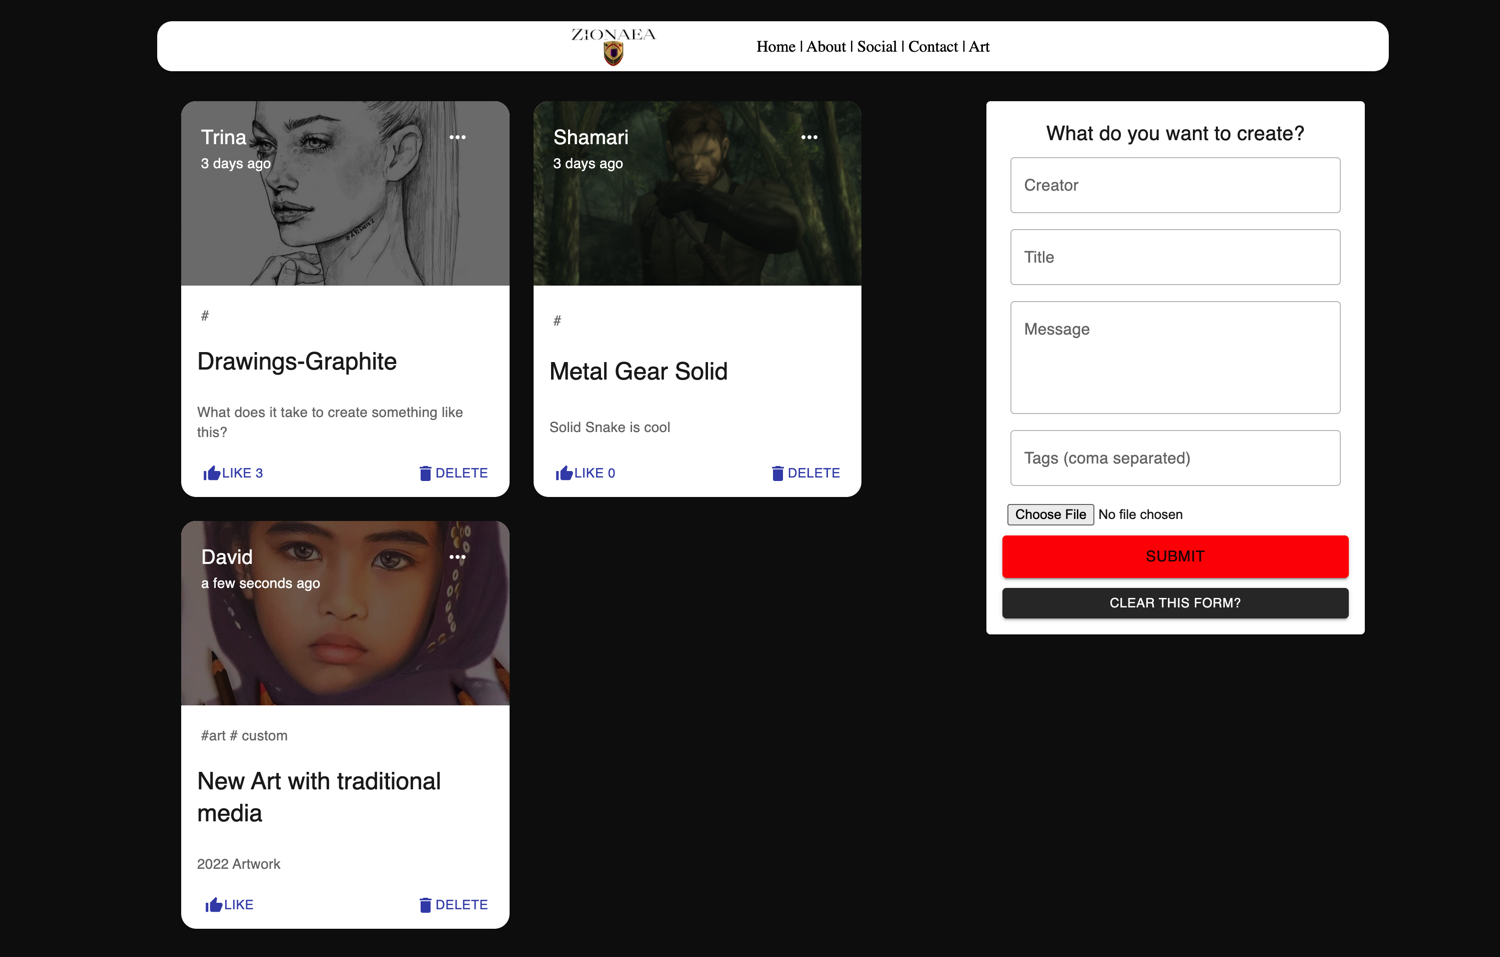 ZIONAEA
Home | About | Social | Contact | Art
Trina
3 days ago
#
Drawings-Graphite
What does it take to create something like
this?
LIKE 3
DELETE
Shamari
3 days ago
#
Metal Gear Solid
Solid Snake is cool
LIKE 0
DELETE
David
a few seconds ago
#art # custom
New Art with traditional
media
2022 Artwork
LIKE
DELETE
What do you want to create?
Creator
Title
Message
Tags (coma separated)
Choose File No file chosen
SUBMIT
CLEAR THIS FORM?